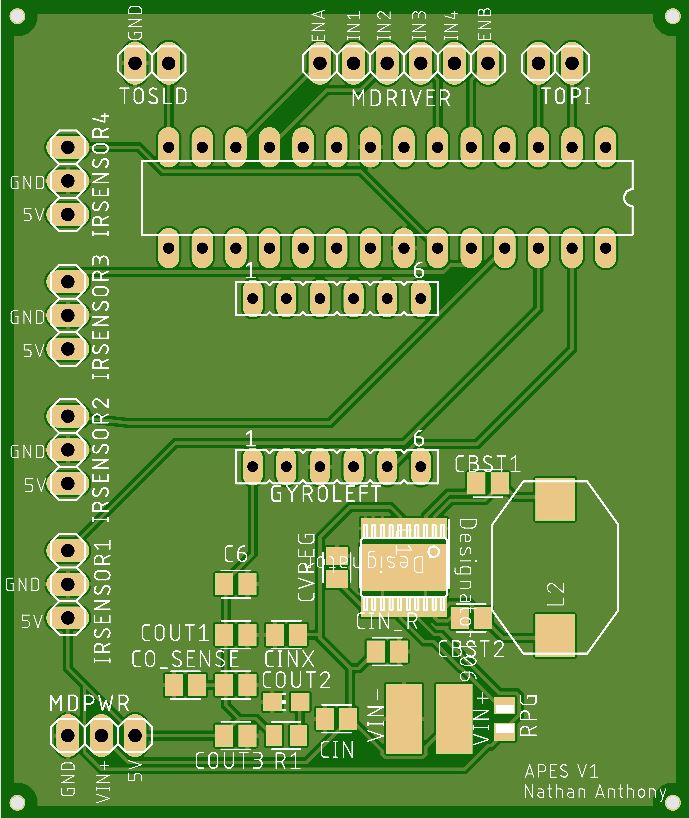 GND
TOSLD
ENA
IN1
IN2
IN3
IN4
ENB
MDRIVER
TOPI
IRSENSOR4
GND
5V
IRSENSOR3
GND
5V
1
6
IRSENSOR2
GND
5V
1
6
GYROLEFT
CBST1
IRSENSOR1
GND
5V
C6
CVREG
Designator
1
L2
COUT1
CINX
CIN_R
CBST2
CO_SENSE
COUT2
MDPWR
GND
VIN+
5V
COUT3
R1
CIN
VIN-
VIN+
RPG
APES V1
Nathan Anthony